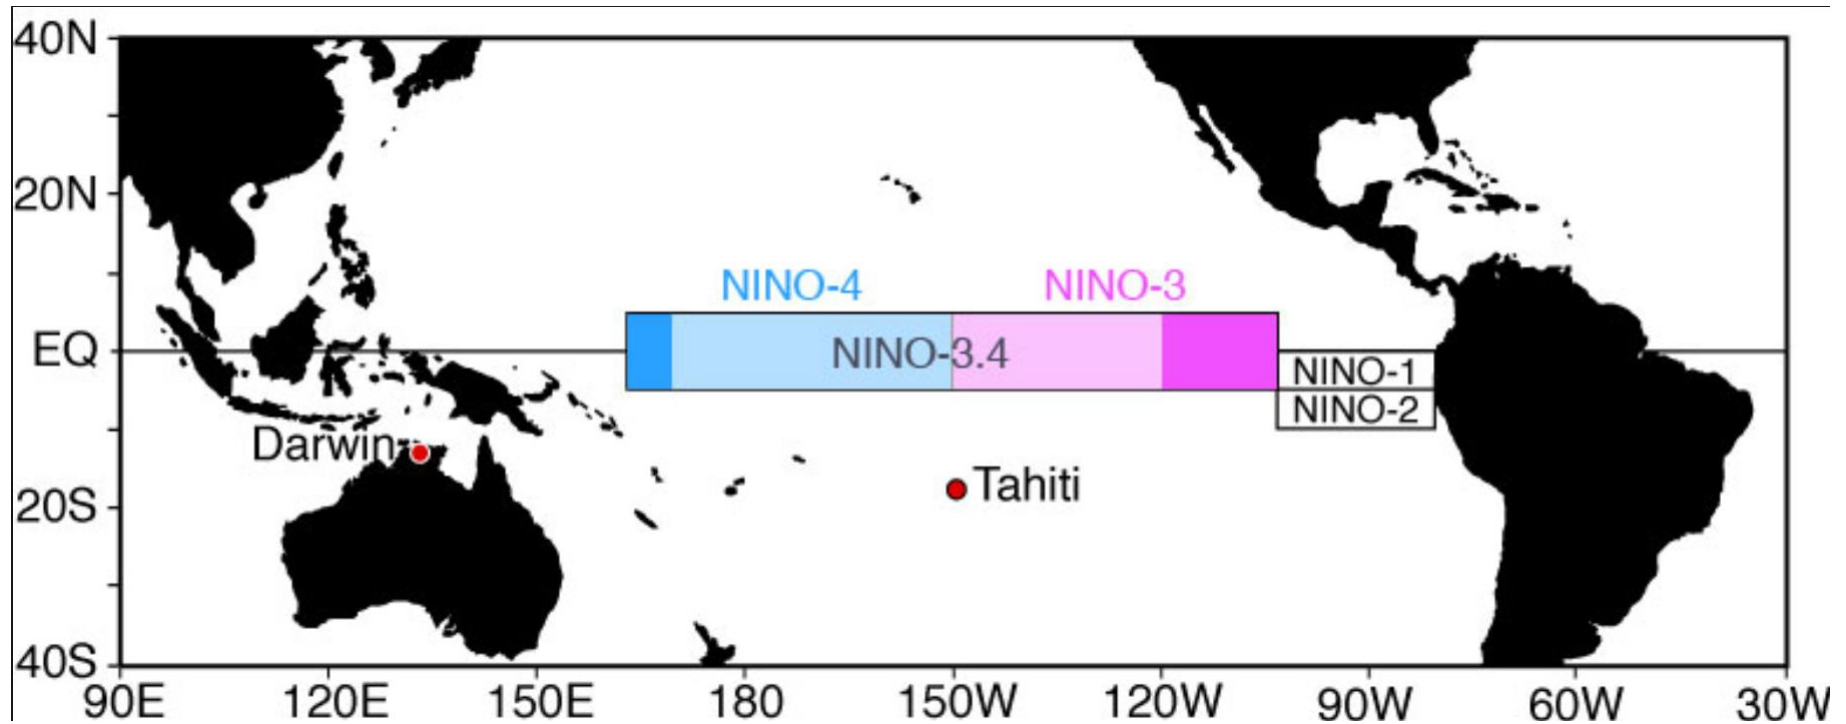 40N
20N
NINO-4 NINO-3
EQ
NINO-3.4
NINO-1
NINO-2
Darwin
Tahiti
20S
40S
90E 120E 150E 180 150W 120W 90W 60W 30W